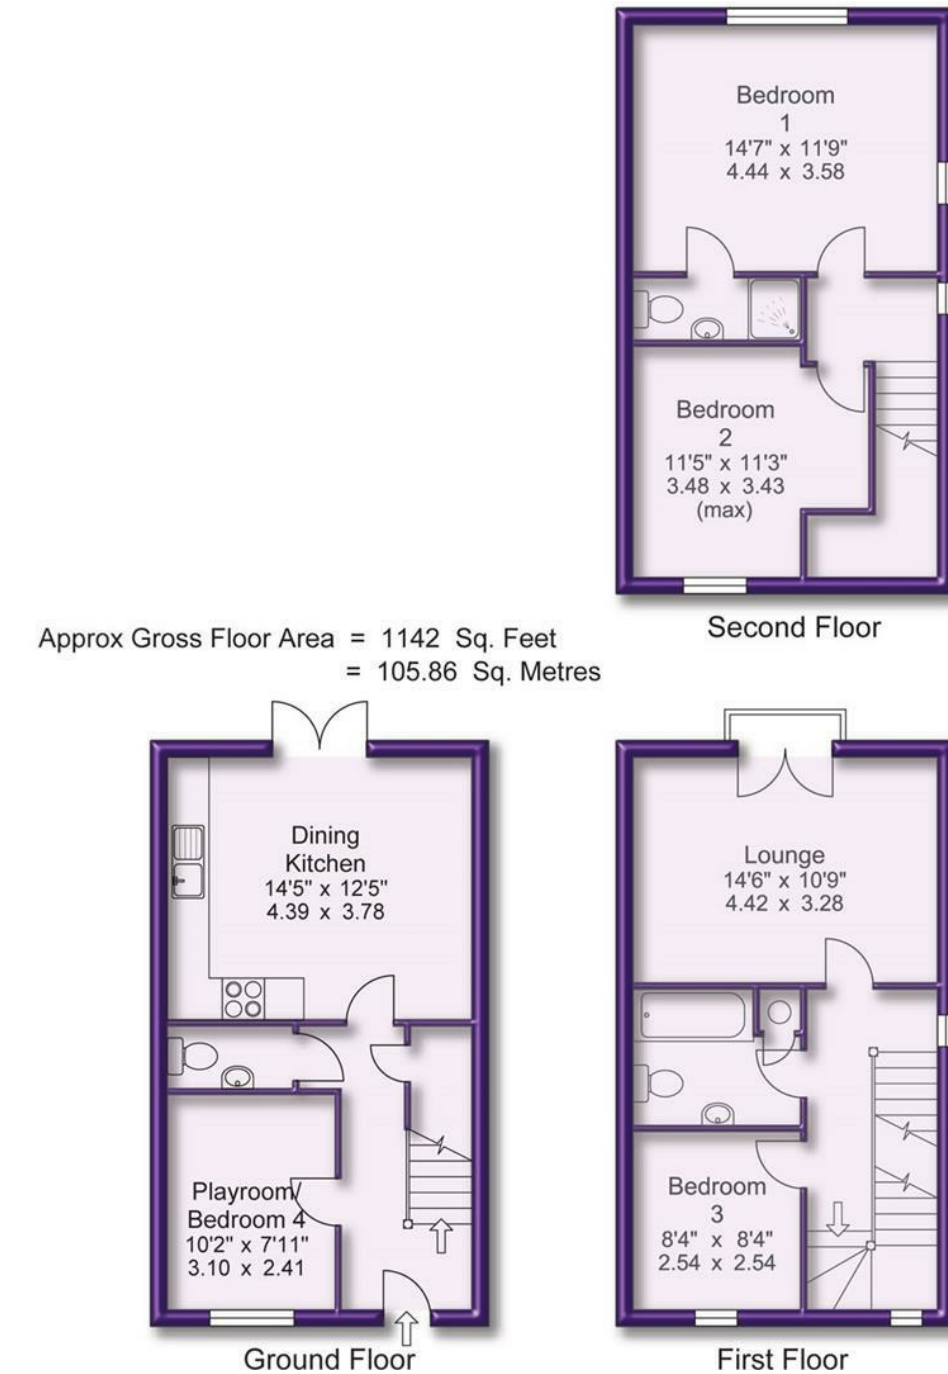 Bedroom
1
14'7" x 11'9"
4.44 x 3.58
Bedroom
2
11'5" x 11'3"
3.48 x 3.43
(max)
Second Floor
Approx Gross Floor Area = 1142 Sq. Feet
= 105.86 Sq. Metres
Dining
Kitchen
14'5" x 12'5"
4.39 x 3.78
Playroom/
Bedroom 4
10'2" x 7'11"
3.10 x 2.41
Ground Floor
Lounge
14'6" x 10'9"
4.42 x 3.28
Bedroom
3
8'4" x 8'4"
2.54 x 2.54
First Floor